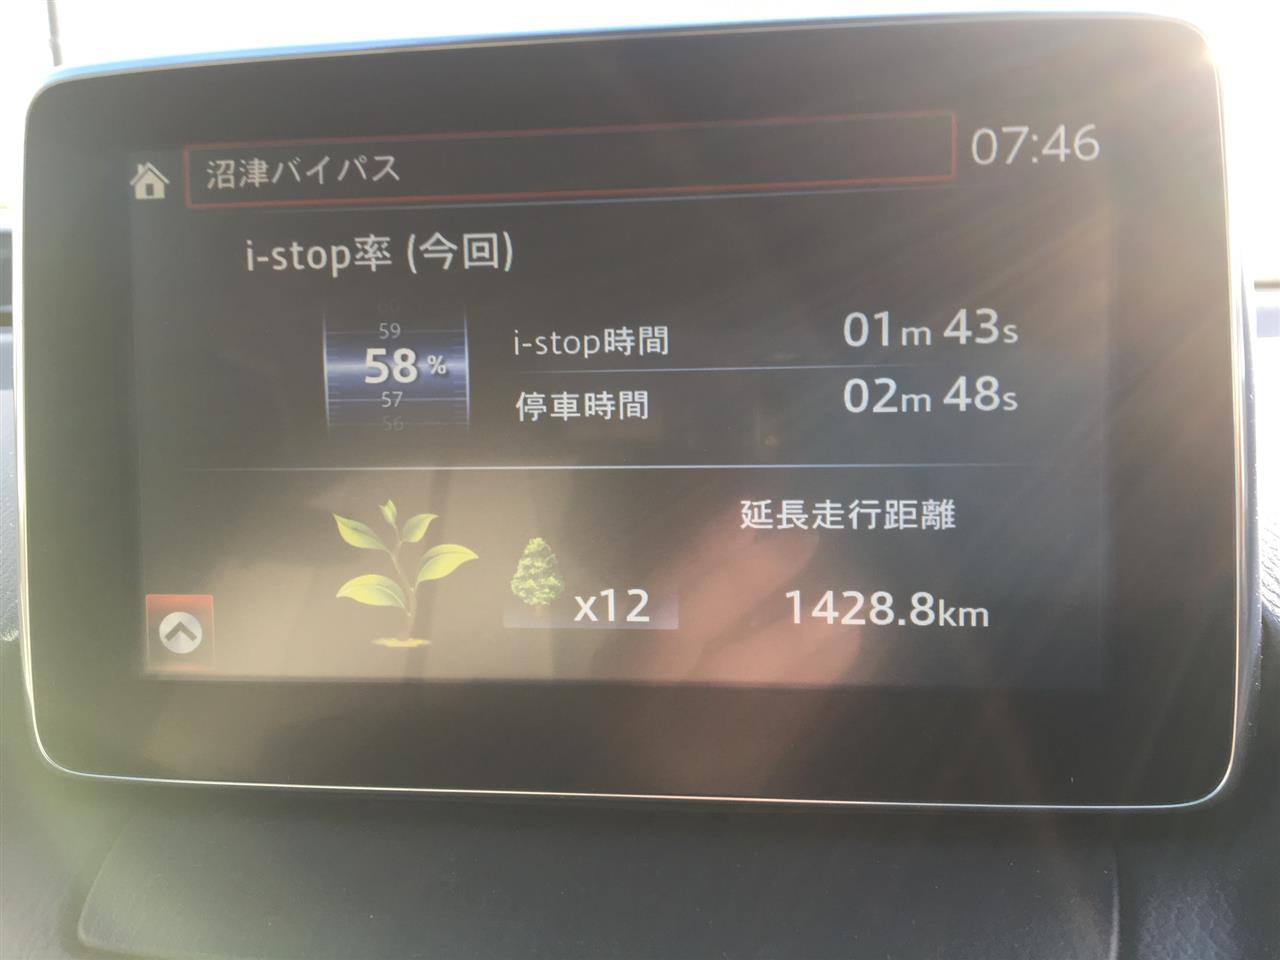 沼津バイパス
07:46
i-stop率 (今回)
60
59
58 %
57
56
i-stop時間 01m 43s
停車時間 02m 48s
延長走行距離
x12
1428.8km